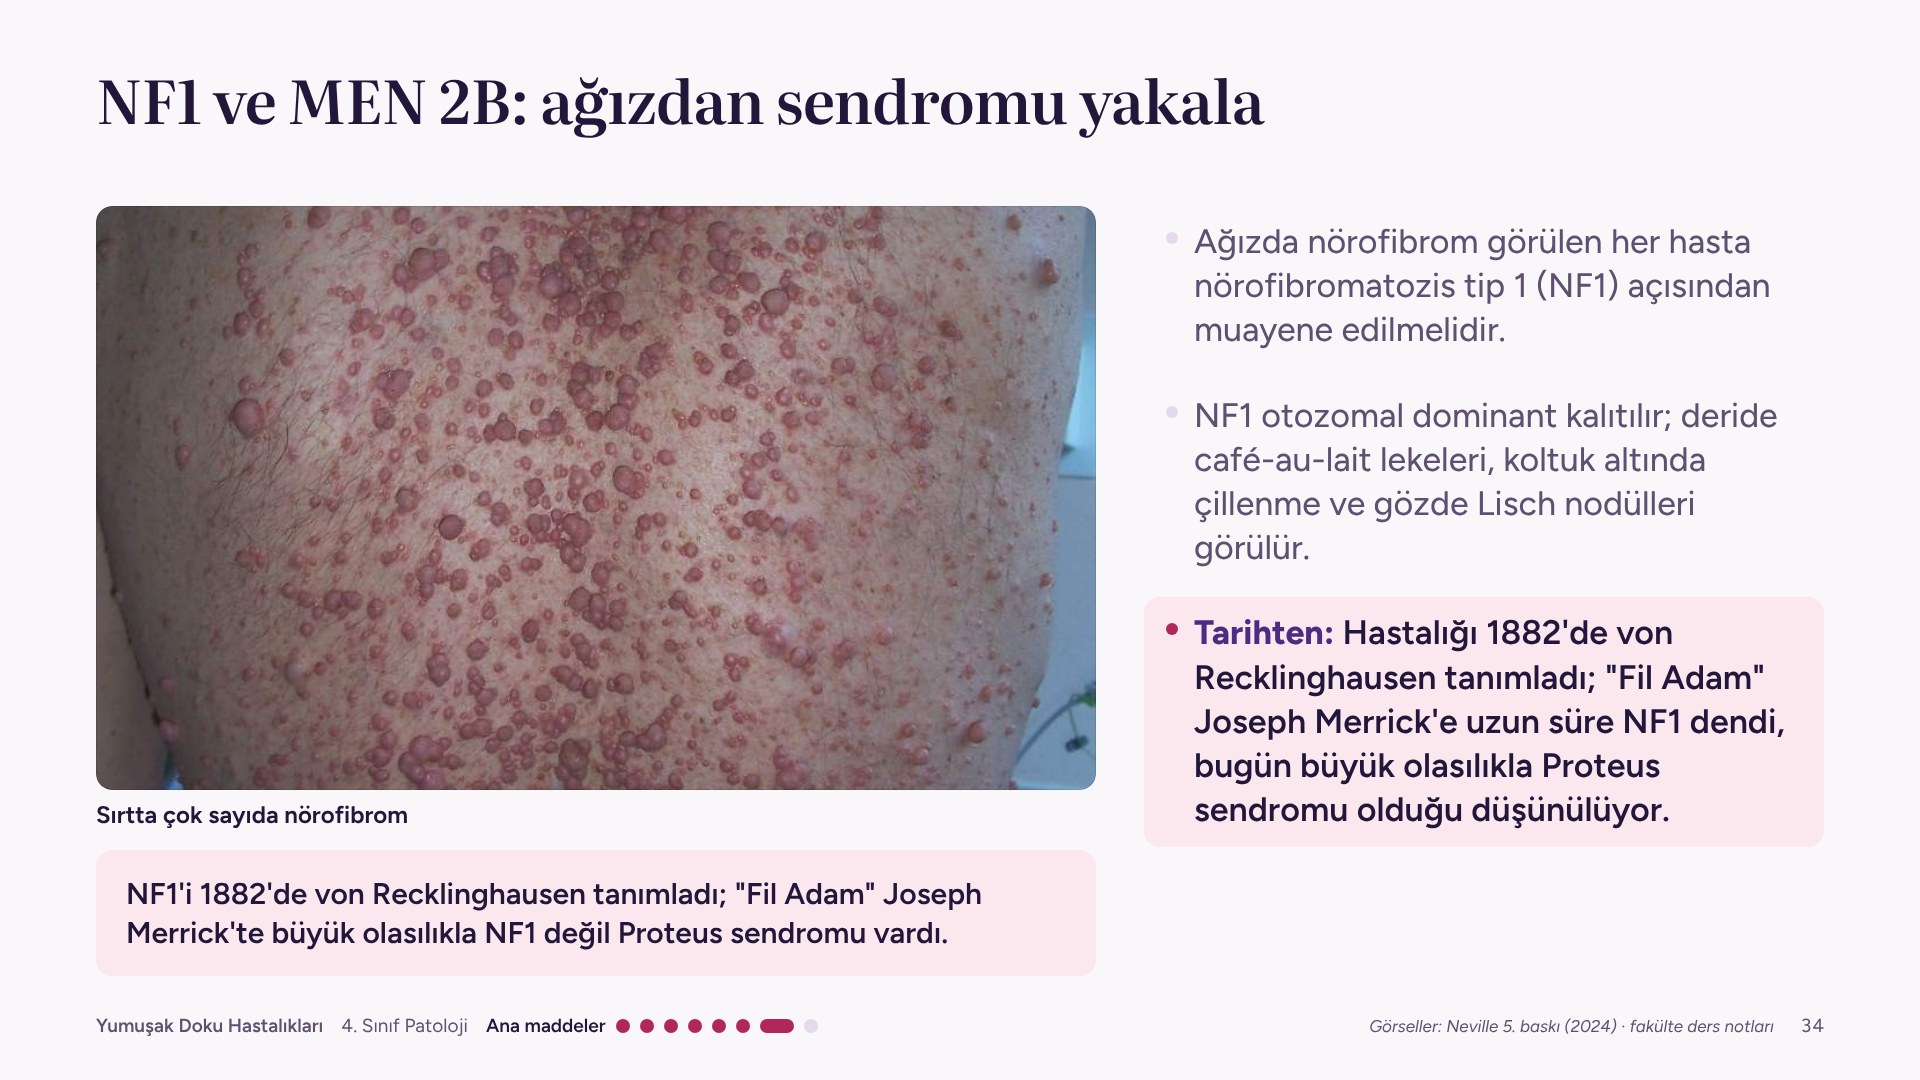 NF1 ve MEN 2B: ağızdan sendromu yakala
Ağızda nörofibrom görülen her hasta
nörofibromatozis tip 1 (NF1) açısından
muayene edilmelidir.
NF1 otozomal dominant kalıtılır; deride
café-au-lait lekeleri, koltuk altında
çillenme ve gözde Lisch nodülleri
görülür.
Tarihten: Hastalığı 1882'de von
Recklinghausen tanımladı; "Fil Adam"
Joseph Merrick'e uzun süre NF1 dendi,
bugün büyük olasılıkla Proteus
sendromu olduğu düşünülüyor.
Sırtta çok sayıda nörofibrom
NF1'i 1882'de von Recklinghausen tanımladı; "Fil Adam" Joseph
Merrick'te büyük olasılıkla NF1 değil Proteus sendromu vardı.
Yumuşak Doku Hastalıkları 4. Sınıf Patoloji Ana maddeler
Görseller: Neville 5. baskı (2024) · fakülte ders notları 34